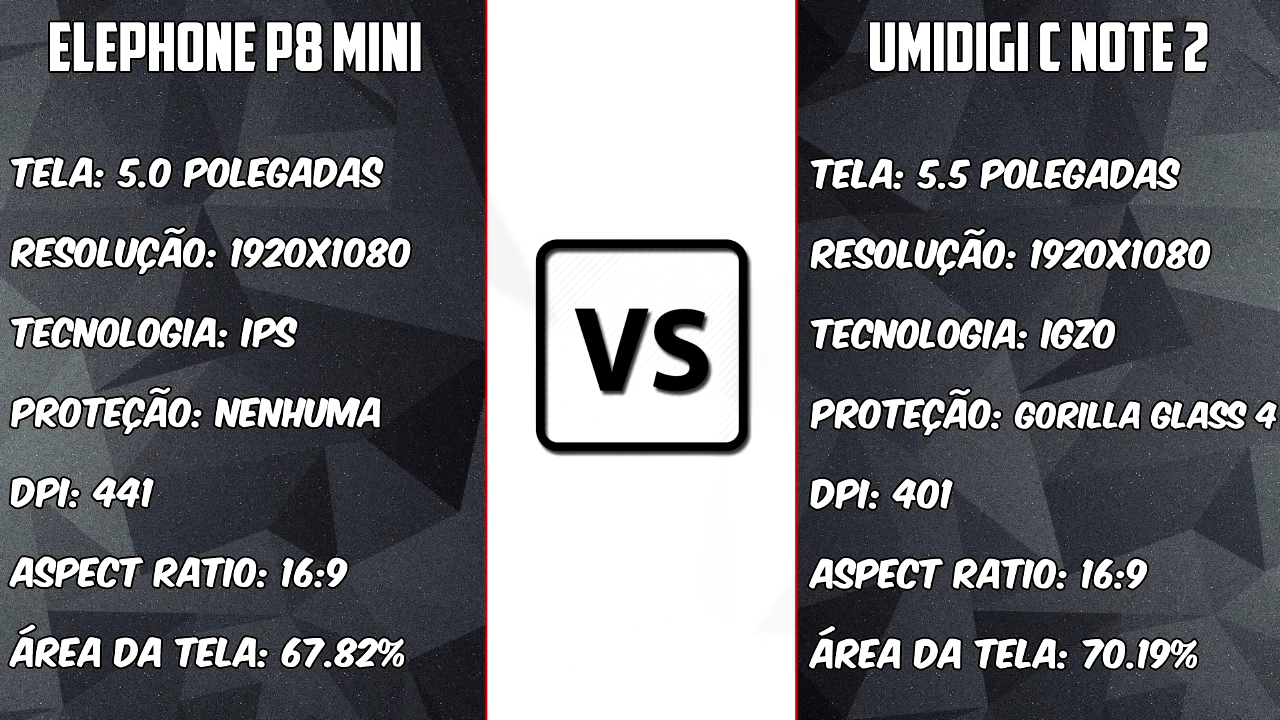 ELEPHONE P8 MINI
TELA: 5.0 POLEGADAS
RESOLUÇÃO: 1920X1080
TECNOLOGIA: IPS
PROTEÇÃO: NENHUMA
DPI: 441
ASPECT RATIO: 16:9
ÁREA DA TELA: 67.82%
VS
UMIDIGI C NOTE 2
TELA: 5.5 POLEGADAS
RESOLUÇÃO: 1920X1080
TECNOLOGIA: IGZO
PROTEÇÃO: GORILLA GLASS 4
DPI: 401
ASPECT RATIO: 16:9
ÁREA DA TELA: 70.19%